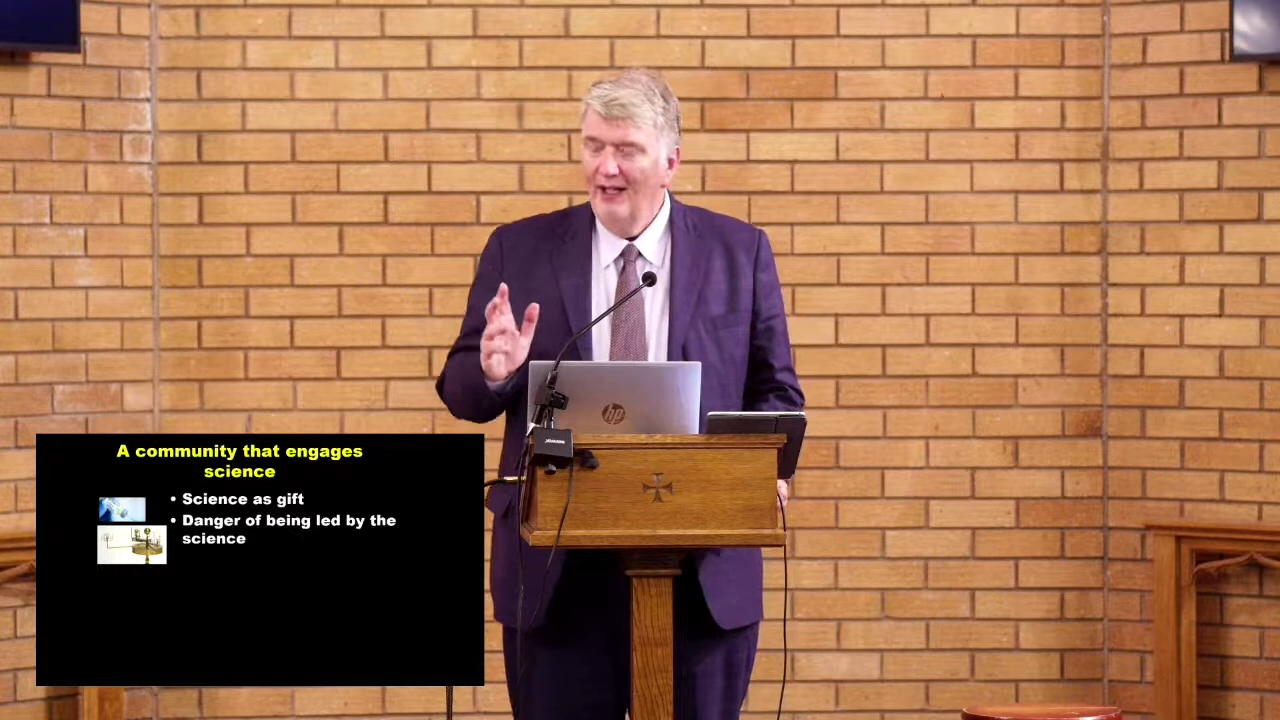 A community that engages
science
• Science as gift
• Danger of being led by the
science
hp